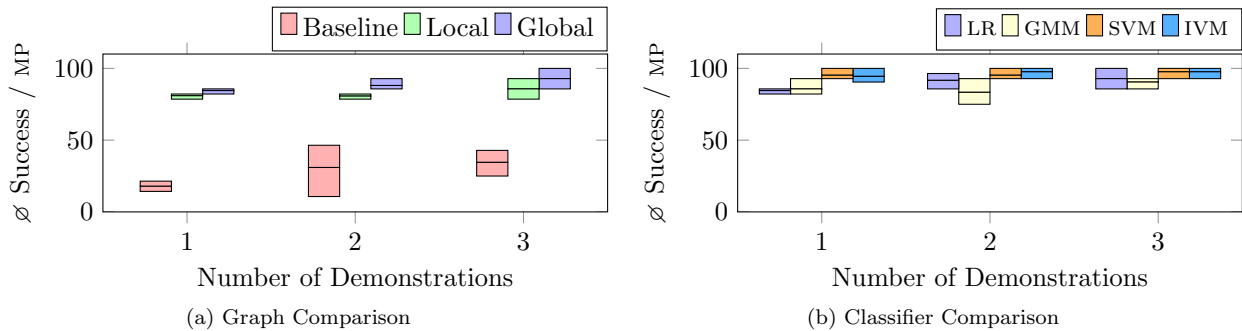 Baseline Local Global
100
50
0
∅ Success / MP
1 2 3
Number of Demonstrations
(a) Graph Comparison
LR GMM SVM IVM
100
50
0
∅ Success / MP
1 2 3
Number of Demonstrations
(b) Classifier Comparison